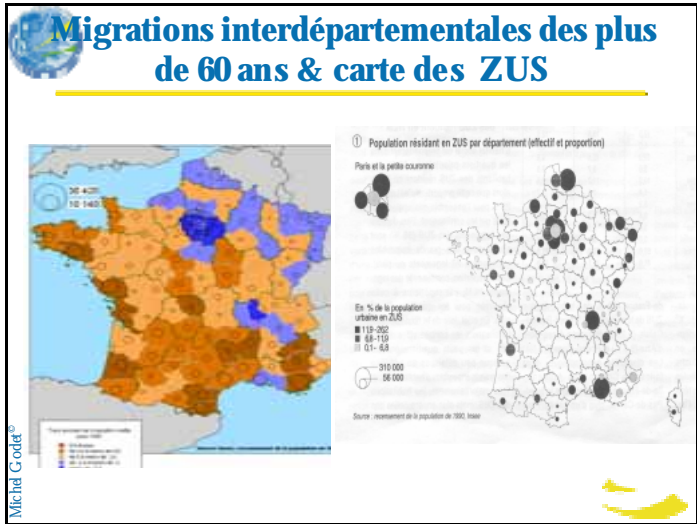 Migrations interdépartementales des plus
de 60 ans & carte des ZUS
① Population résidant en ZUS par département (effectif et proportion)
Paris et la petite couronne
En % de la population
urbaine en ZUS
11,9-262
6,8-11,9
0,1- 6,8
310 000
56 000
Source : recensement de la population de 1990, Insee
Michel Godet©